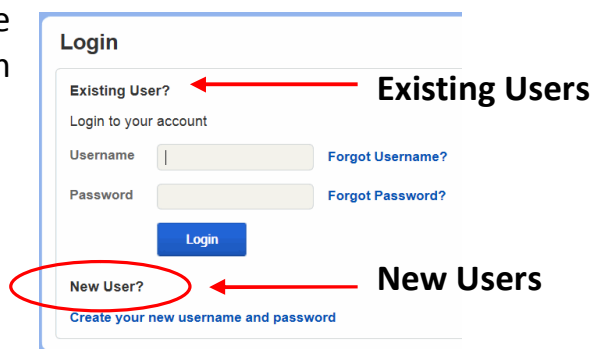 e
n
Login
Existing User?
Existing Users
Login to your account
Username Forgot Username?
Password Forgot Password?
Login
New User?
New Users
Create your new username and password